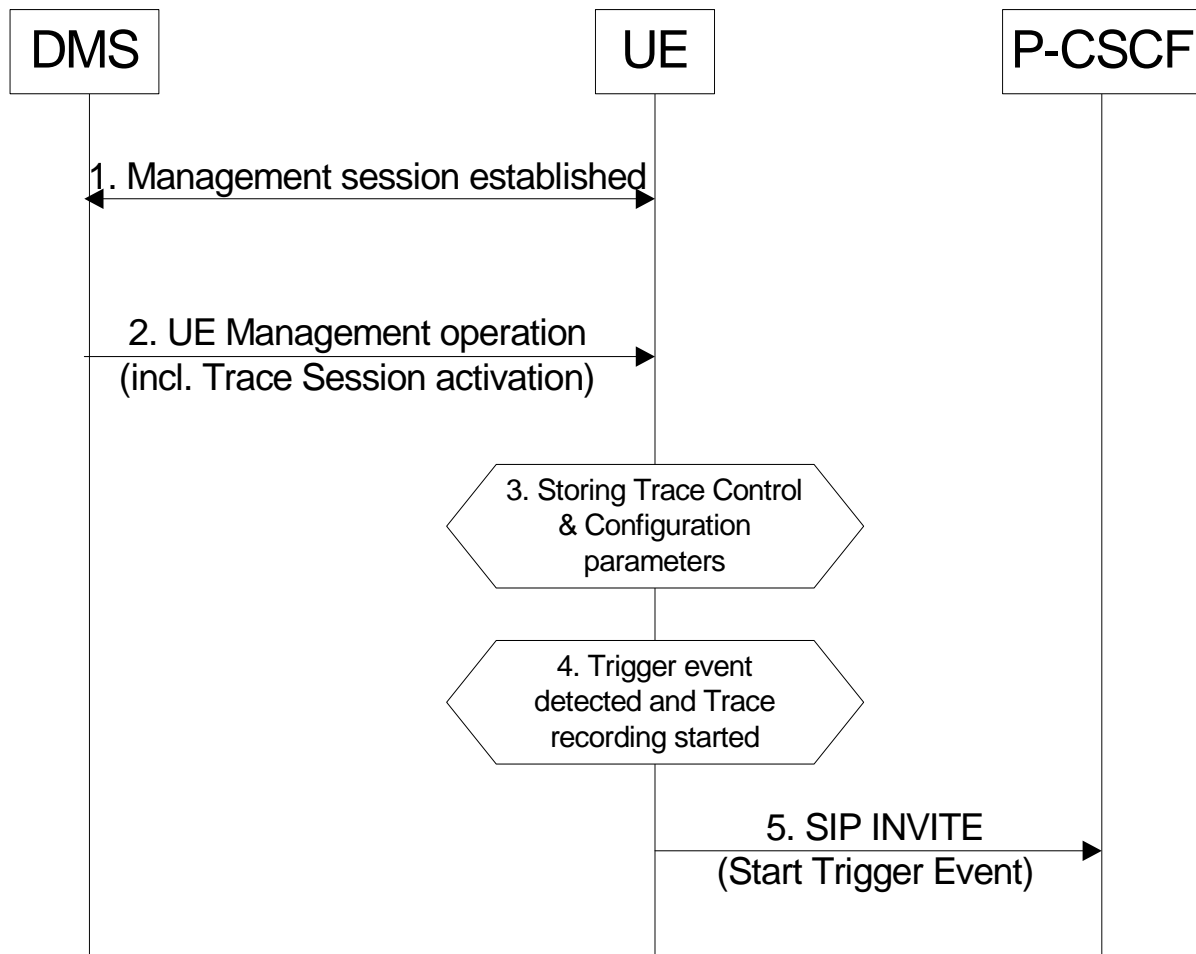 DMS
UE
P-CSCF
1. Management session established
2. UE Management operation
(incl. Trace Session activation)
3. Storing Trace Control
& Configuration
parameters
4. Trigger event
detected and Trace
recording started
5. SIP INVITE
(Start Trigger Event)